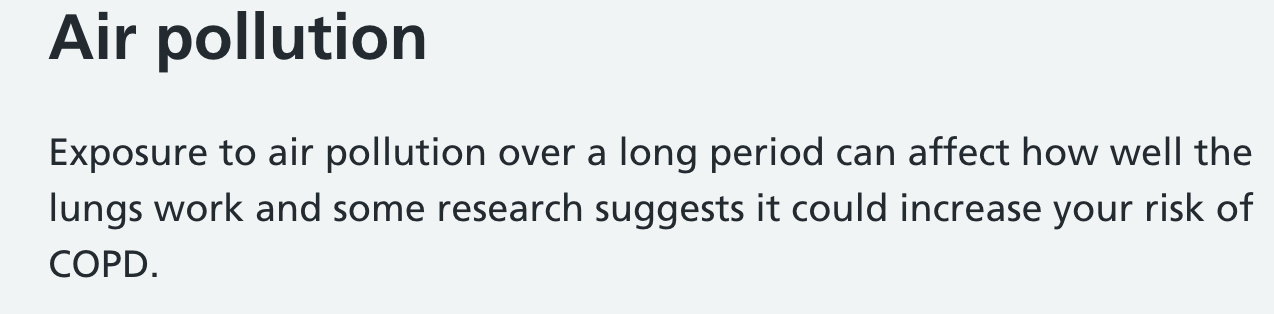 Air pollution
Exposure to air pollution over a long period can affect how well the
lungs work and some research suggests it could increase your risk of
COPD.